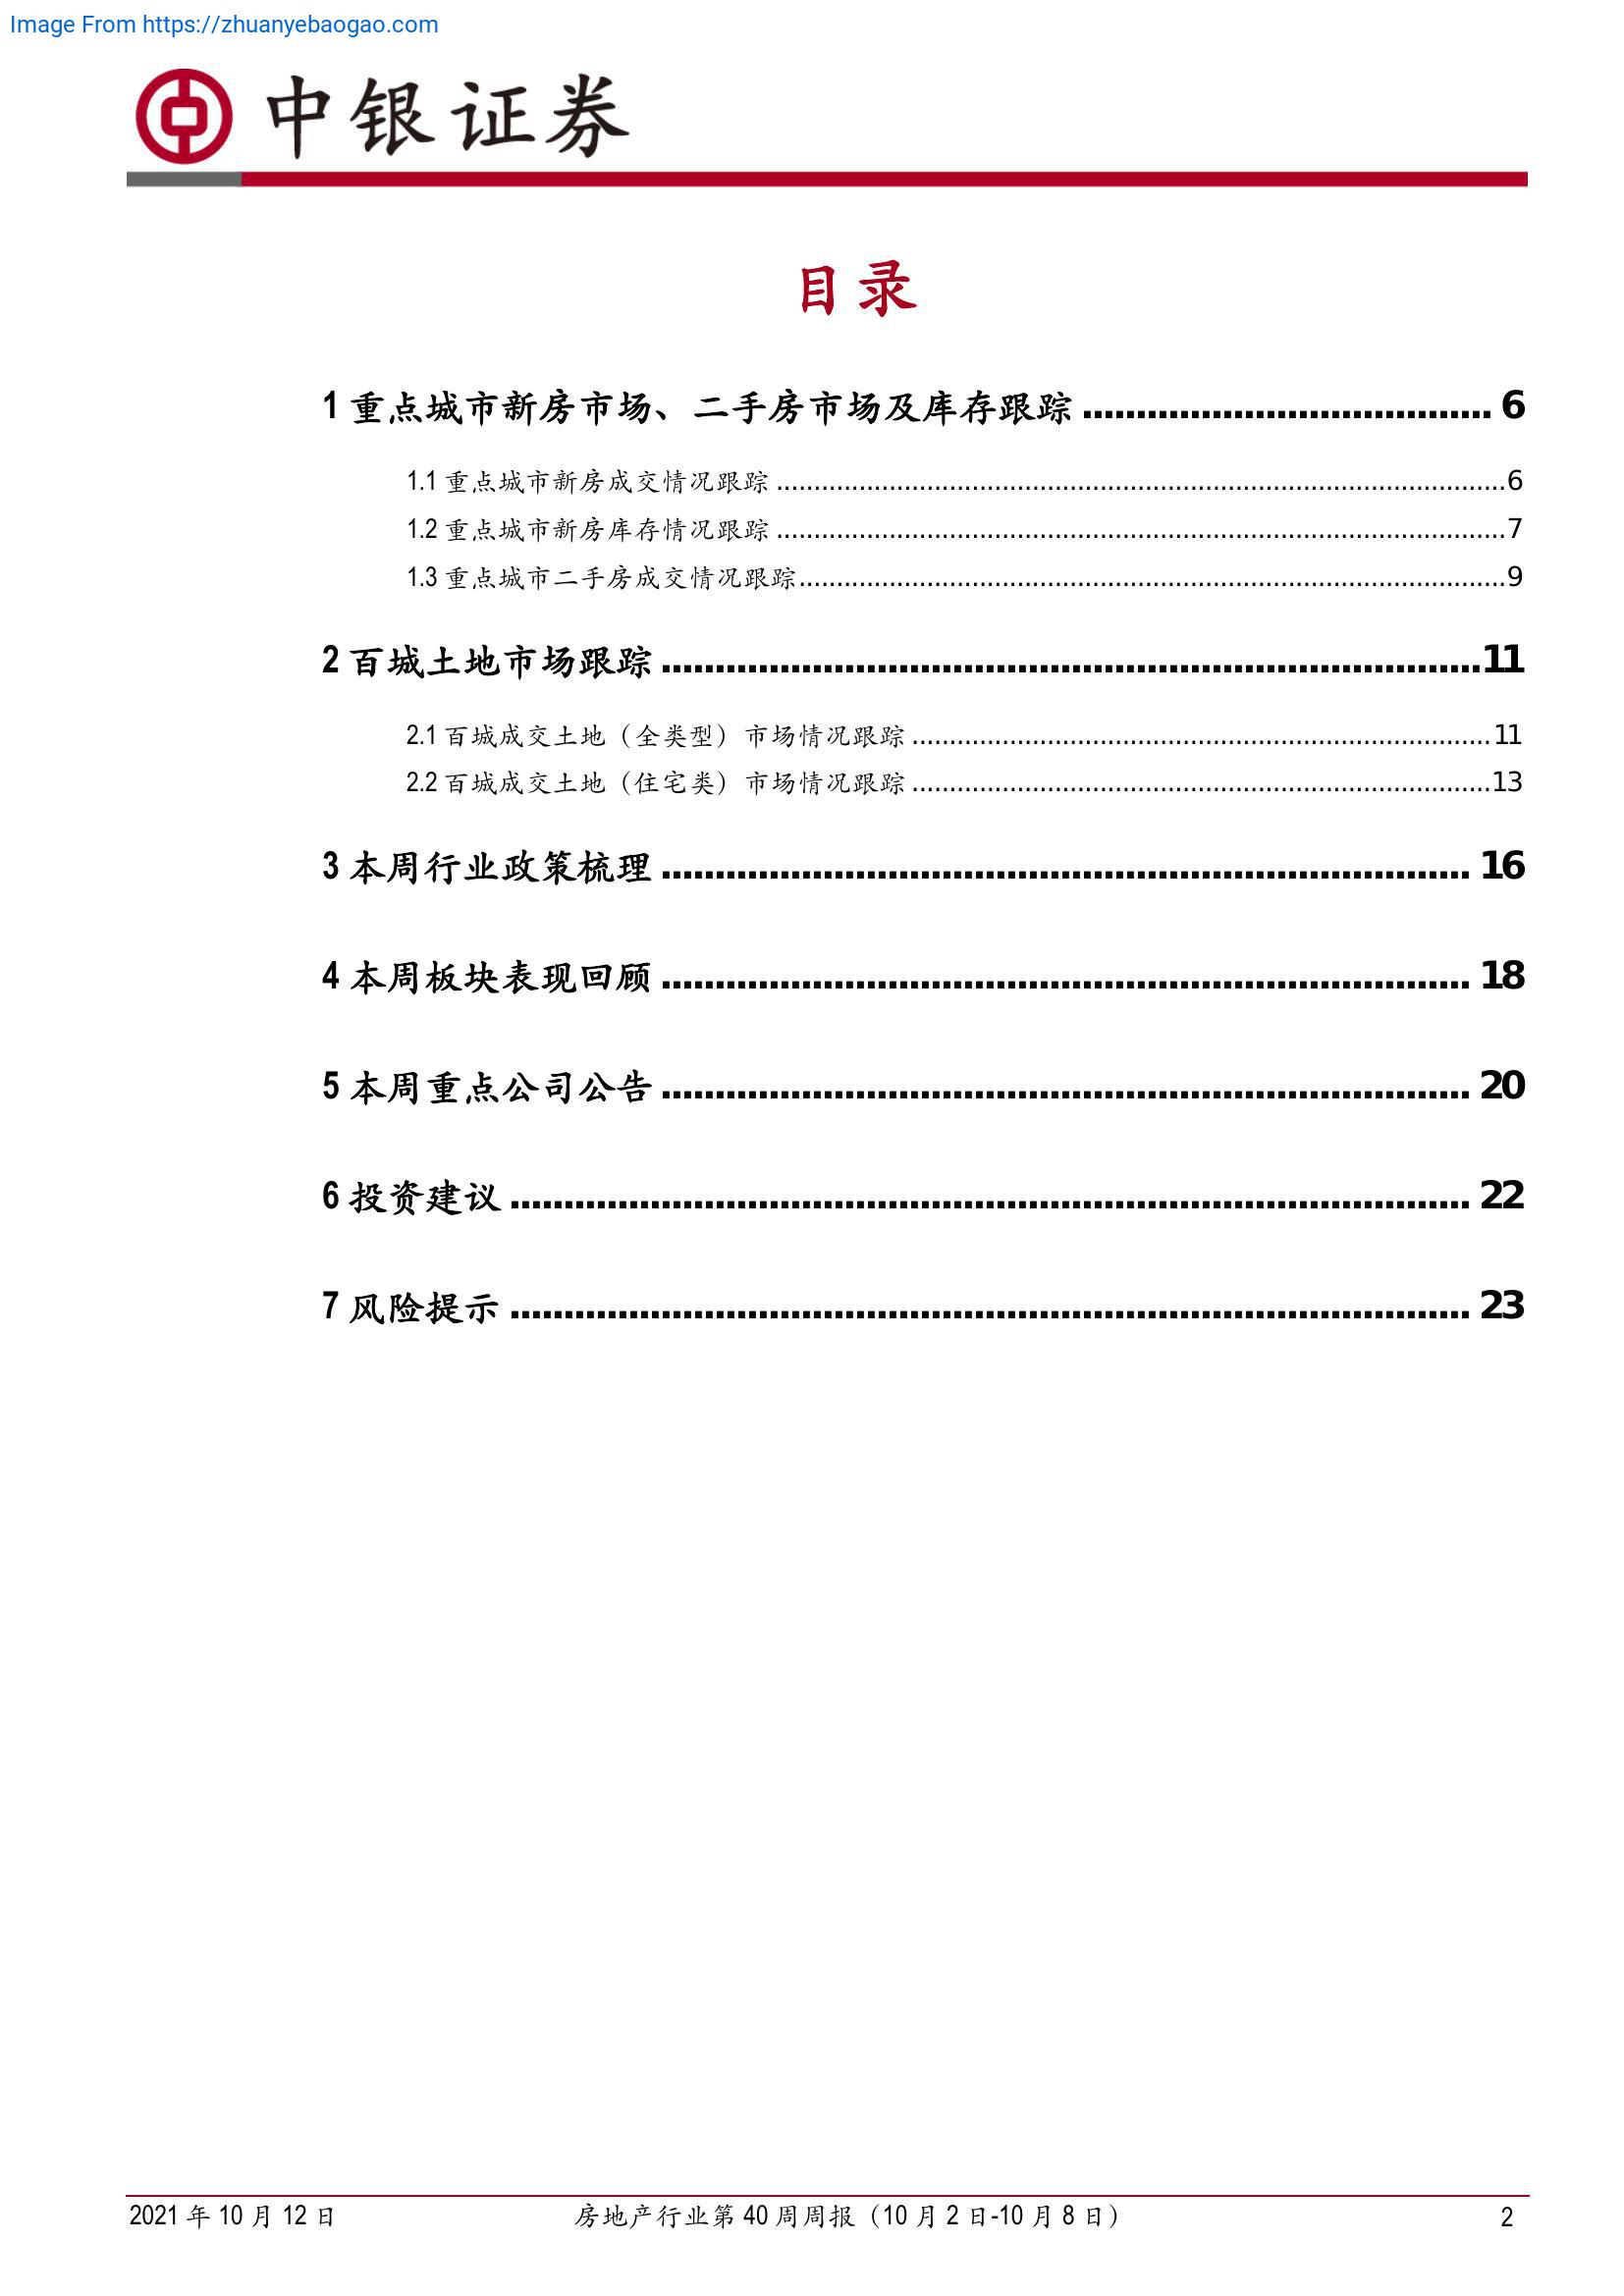 Image From https://zhuanyebaogao.com
中银证券
目录
1 重点城市新房市场、二手房市场及库存跟踪 ...................................... 6
1.1 重点城市新房成交情况跟踪 ................................................................................................6
1.2 重点城市新房库存情况跟踪 ................................................................................................7
1.3 重点城市二手房成交情况跟踪.............................................................................................9
2 百城土地市场跟踪 ............................................................................11
2.1 百城成交土地（全类型）市场情况跟踪 ............................................................................11
2.2 百城成交土地（住宅类）市场情况跟踪 ............................................................................13
3 本周行业政策梳理 ........................................................................... 16
4 本周板块表现回顾 ........................................................................... 18
5 本周重点公司公告 ........................................................................... 20
6 投资建议 ......................................................................................... 22
7 风险提示 ......................................................................................... 23
2021 年 10 月 12 日 房地产行业第 40 周周报（10 月 2 日-10 月 8 日） 2